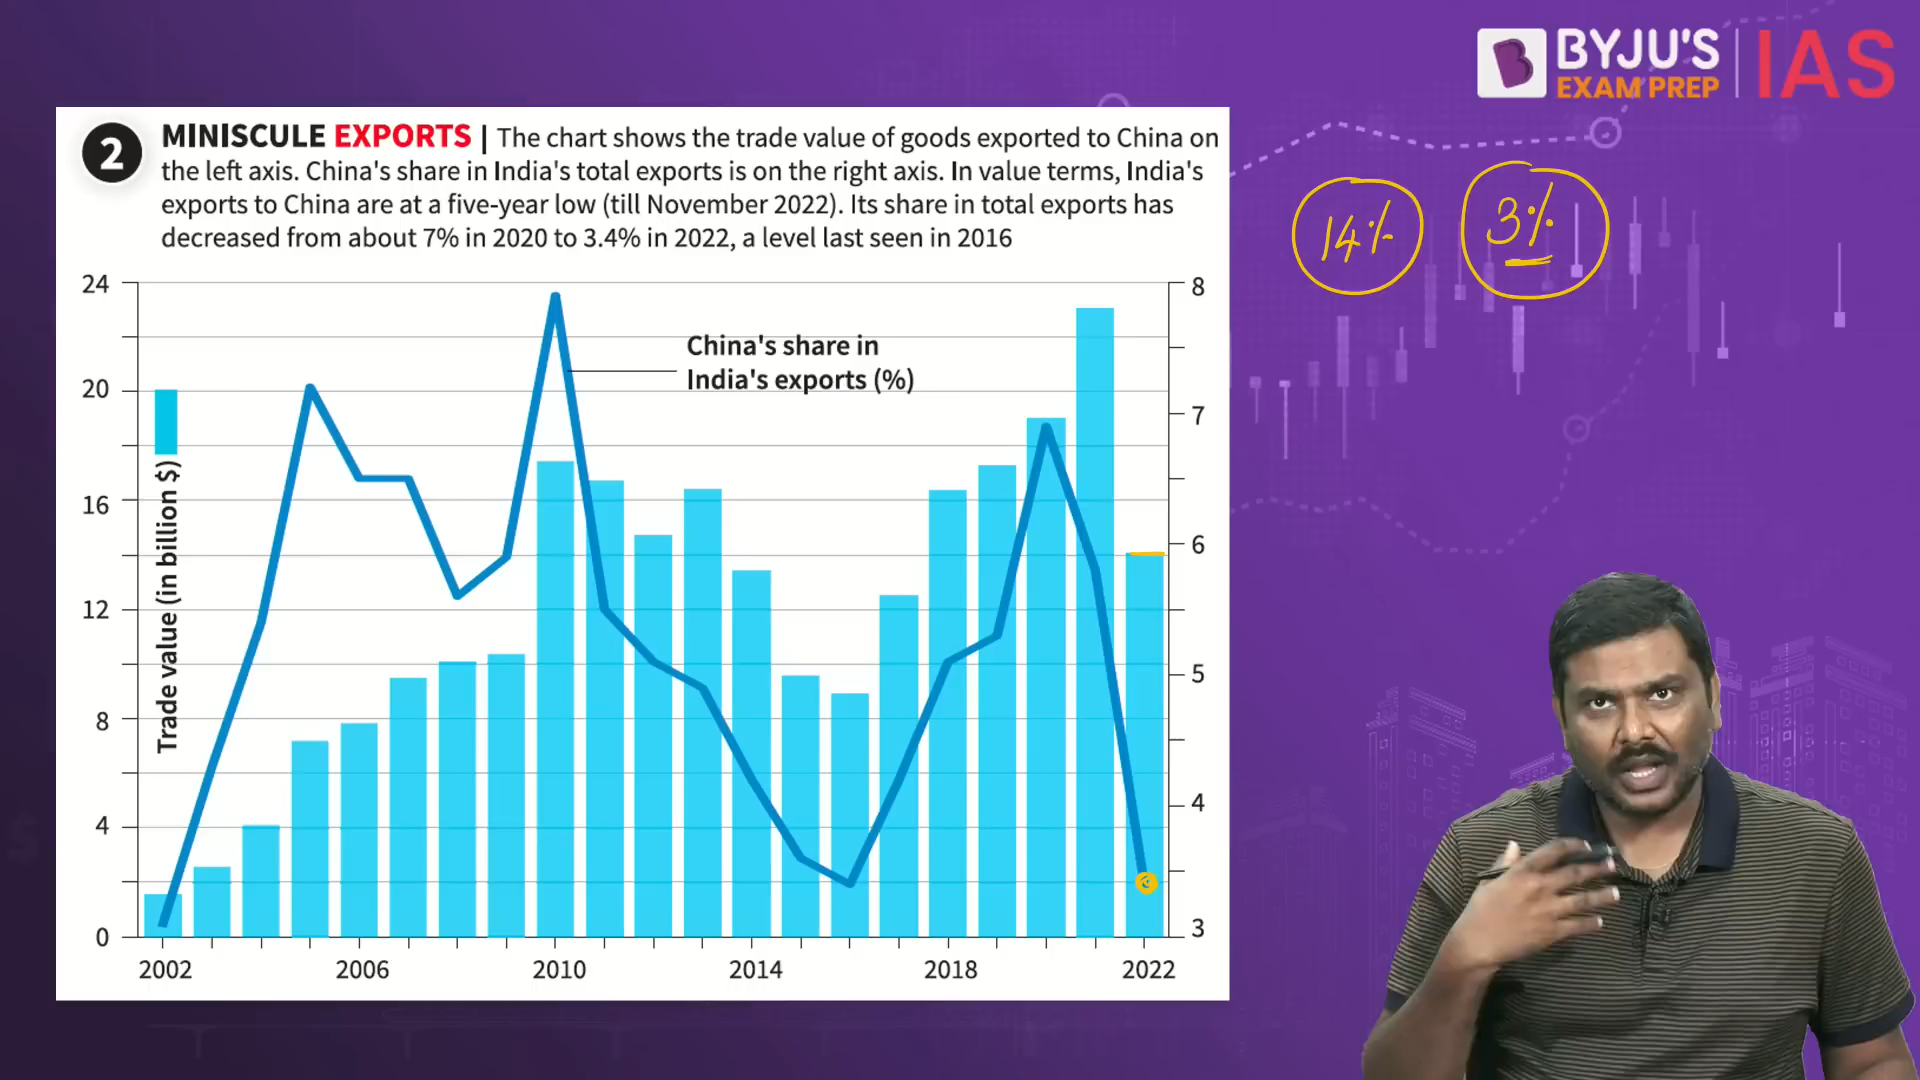 BYJU'S IAS
EXAM PREP
2 MINISCULE EXPORTS | The chart shows the trade value of goods exported to China on
the left axis. China's share in India's total exports is on the right axis. In value terms, India's
exports to China are at a five-year low (till November 2022). Its share in total exports has
decreased from about 7% in 2020 to 3.4% in 2022, a level last seen in 2016
14%
3%
24
20
16
12
8
4
0
Trade value (in billion $)
China's share in
India's exports (%)
8
7
6
5
4
3
2002 2006 2010 2014 2018 2022